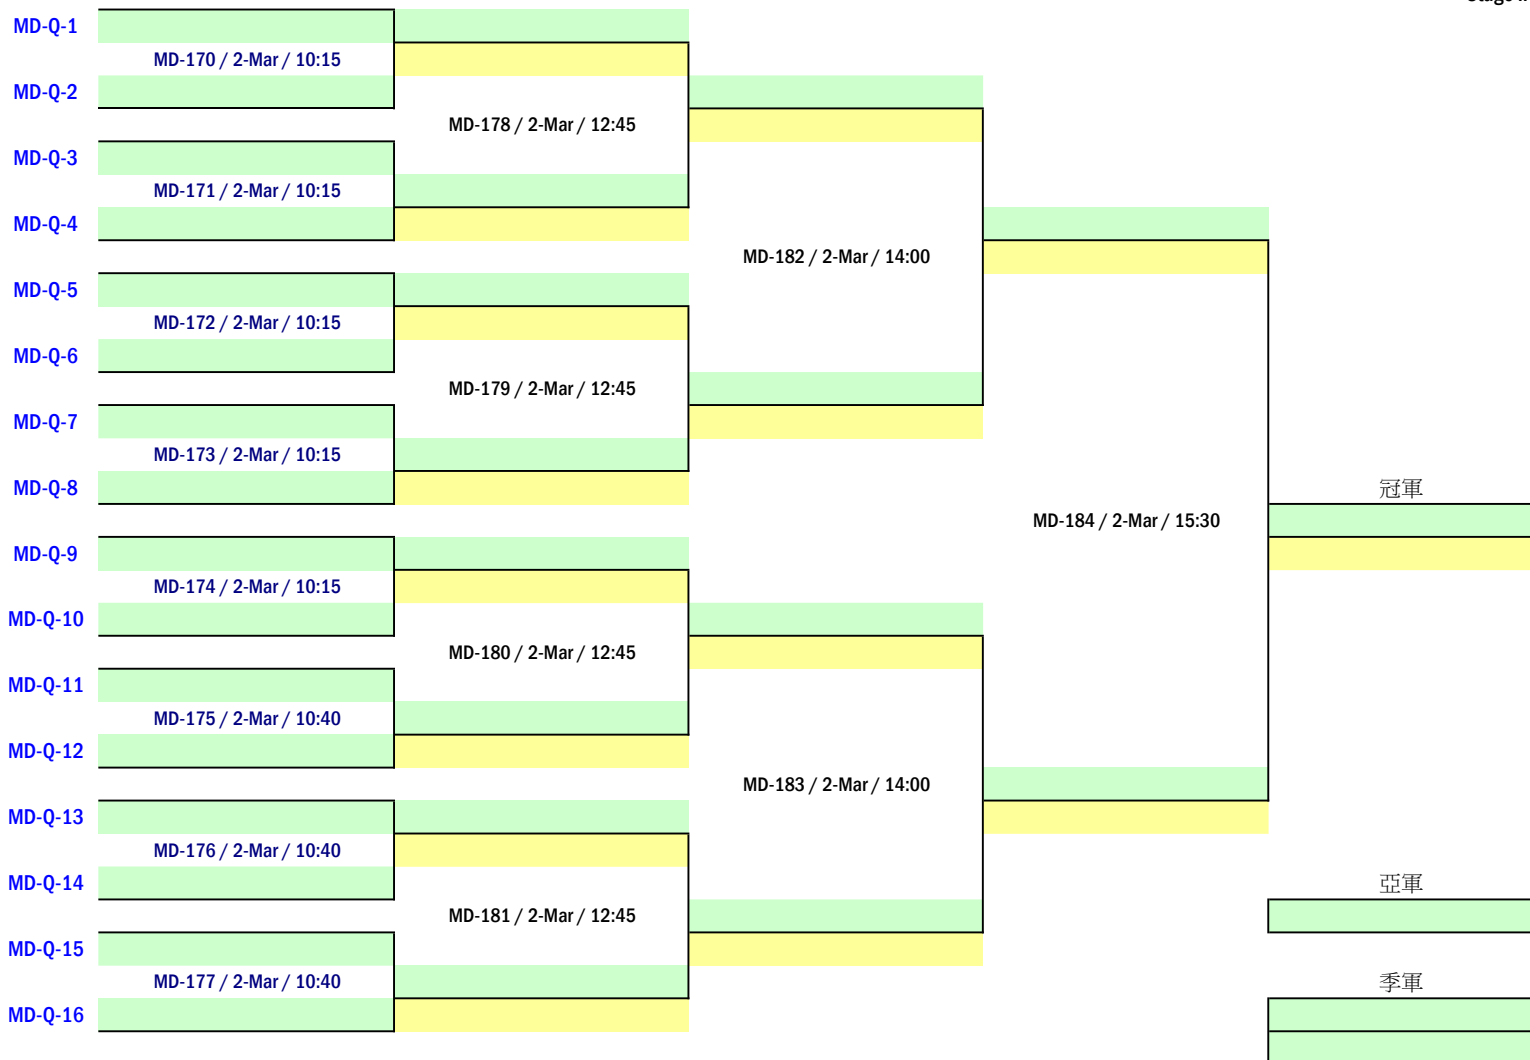 MD-Q-1
MD-170 / 2-Mar / 10:15
MD-Q-2
MD-178 / 2-Mar / 12:45
MD-Q-3
MD-171 / 2-Mar / 10:15
MD-Q-4
MD-182 / 2-Mar / 14:00
MD-Q-5
MD-172 / 2-Mar / 10:15
MD-Q-6
MD-179 / 2-Mar / 12:45
MD-Q-7
MD-173 / 2-Mar / 10:15
MD-Q-8
冠軍
MD-184 / 2-Mar / 15:30
MD-Q-9
MD-174 / 2-Mar / 10:15
MD-Q-10
MD-180 / 2-Mar / 12:45
MD-Q-11
MD-175 / 2-Mar / 10:40
MD-Q-12
MD-183 / 2-Mar / 14:00
MD-Q-13
MD-176 / 2-Mar / 10:40
MD-Q-14
亞軍
MD-181 / 2-Mar / 12:45
MD-Q-15
MD-177 / 2-Mar / 10:40
季軍
MD-Q-16